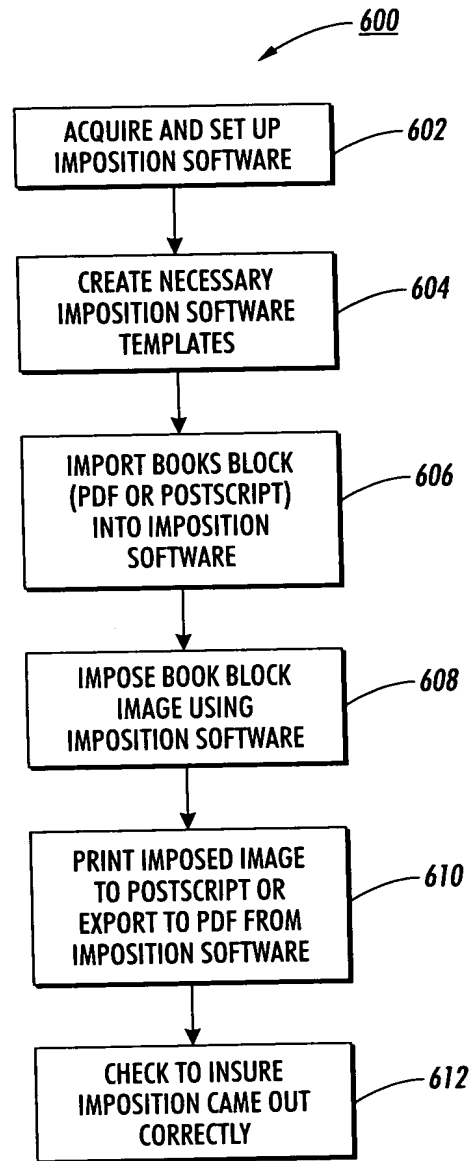 600
ACQUIRE AND SET UP
IMPOSITION SOFTWARE
602
CREATE NECESSARY
IMPOSITION SOFTWARE
TEMPLATES
604
IMPORT BOOKS BLOCK
(PDF OR POSTSCRIPT)
INTO IMPOSITION
SOFTWARE
606
IMPOSE BOOK BLOCK
IMAGE USING
IMPOSITION SOFTWARE
608
PRINT IMPOSED IMAGE
TO POSTSCRIPT OR
EXPORT TO PDF FROM
IMPOSITION SOFTWARE
610
CHECK TO INSURE
IMPOSITION CAME OUT
CORRECTLY
612